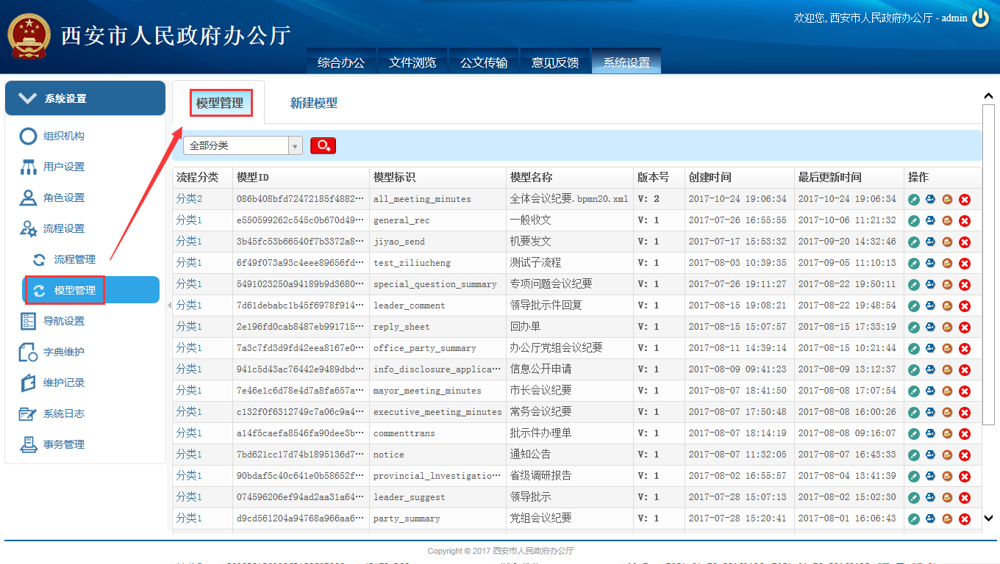 西安市人民政府办公厅
欢迎您, 西安市人民政府办公厅 - admin
综合办公 文件浏览 公文传输 意见反馈 系统设置
系统设置
组织机构
用户设置
角色设置
流程设置
流程管理
模型管理
导航设置
字典维护
维护记录
系统日志
事务管理
模型管理 新建模型
全部分类
流程分类 模型ID 模型标识 模型名称 版本号 创建时间 最后更新时间 操作
分类2 086b408bfd72472185f4882… all_meeting_minutes 全体会议纪要.bpmn20.xml V: 2 2017-10-24 19:06:34 2017-10-24 19:06:34
分类1 e550599262c545c0b670d49… general_rec 一般收文 V: 1 2017-07-26 16:55:55 2017-10-06 11:21:32
分类1 3b45fc53b66540f7b3372a8… jiyao_send 机要发文 V: 1 2017-07-17 15:53:32 2017-09-20 14:32:46
分类1 6f49f073a93c4eee89656fd… test_ziliucheng 测试子流程 V: 1 2017-08-03 10:39:35 2017-09-05 11:10:13
分类1 5491023250a94189b9d3680… special_question_summary 专项问题会议纪要 V: 1 2017-07-26 19:11:27 2017-08-22 19:50:11
分类1 7d61debabc1b45f6978f914… leader_comment 领导批示件回复 V: 1 2017-08-15 19:08:21 2017-08-22 19:48:54
分类1 2e196fd0cab8487eb991715… reply_sheet 回办单 V: 1 2017-08-15 15:07:57 2017-08-15 17:33:19
分类1 7a3c7fd3d9fd42eea8167e0… office_party_summary 办公厅党组会议纪要 V: 1 2017-08-11 14:39:14 2017-08-15 10:21:44
分类1 941c5d43ac76442e9489dbd… info_disclosure_applica… 信息公开申请 V: 1 2017-08-09 09:41:23 2017-08-09 13:12:37
分类1 7e46e1c6d78e4d7a8fa657a… mayor_meeting_minutes 市长会议纪要 V: 1 2017-08-07 18:41:50 2017-08-08 17:07:54
分类1 c132f0f6312749c7a06c9a4… executive_meeting_minutes 常务会议纪要 V: 1 2017-08-07 17:50:48 2017-08-08 16:00:26
分类1 a14f5caefa8546fa90dee3b… commenttrans 批示件办理单 V: 1 2017-08-07 18:14:19 2017-08-08 09:16:07
分类1 7bd621cc17d74b1895136d7… notice 通知公告 V: 1 2017-08-07 11:32:05 2017-08-07 16:43:33
分类1 90bdaf5c40c641e0b58652f… provincial_lnvestigatio… 省级调研报告 V: 1 2017-08-02 16:55:57 2017-08-04 13:41:39
分类1 074596206ef94ad2aa31a64… leader_suggest 领导批示 V: 1 2017-07-28 15:07:13 2017-08-02 15:02:30
分类1 d9cd561204a94768a966aa6… party_summary 党组会议纪要 V: 1 2017-07-28 15:20:41 2017-08-01 16:06:43
Copyright © 2017 西安市人民政府办公厅